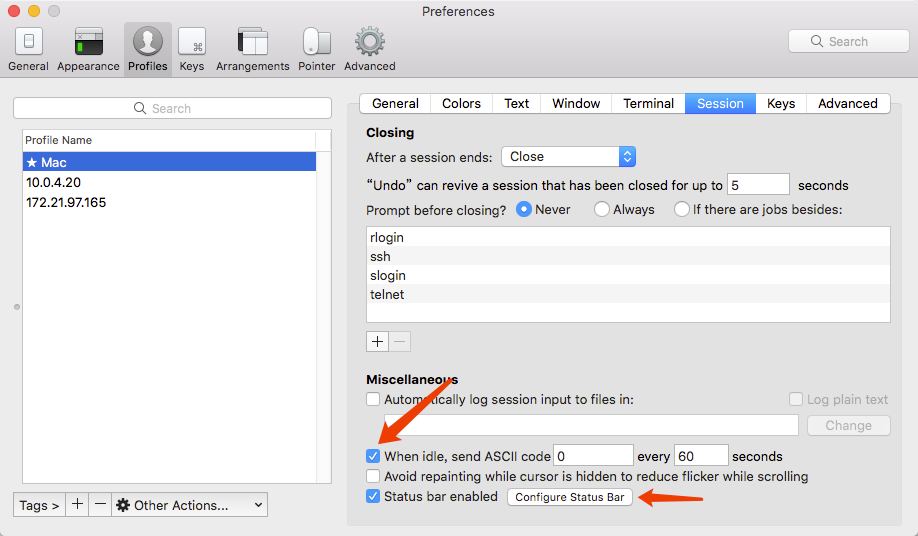 Preferences
General Appearance Profiles Keys Arrangements Pointer Advanced
Search
Search
Profile Name
★ Mac
10.0.4.20
172.21.97.165
Tags > + − Other Actions...
General Colors Text Window Terminal Session Keys Advanced
Closing
After a session ends: Close
“Undo” can revive a session that has been closed for up to 5 seconds
Prompt before closing? Never Always If there are jobs besides:
rlogin
ssh
slogin
telnet
+ −
Miscellaneous
Automatically log session input to files in: Log plain text
Change
When idle, send ASCII code 0 every 60 seconds
Avoid repainting while cursor is hidden to reduce flicker while scrolling
Status bar enabled Configure Status Bar